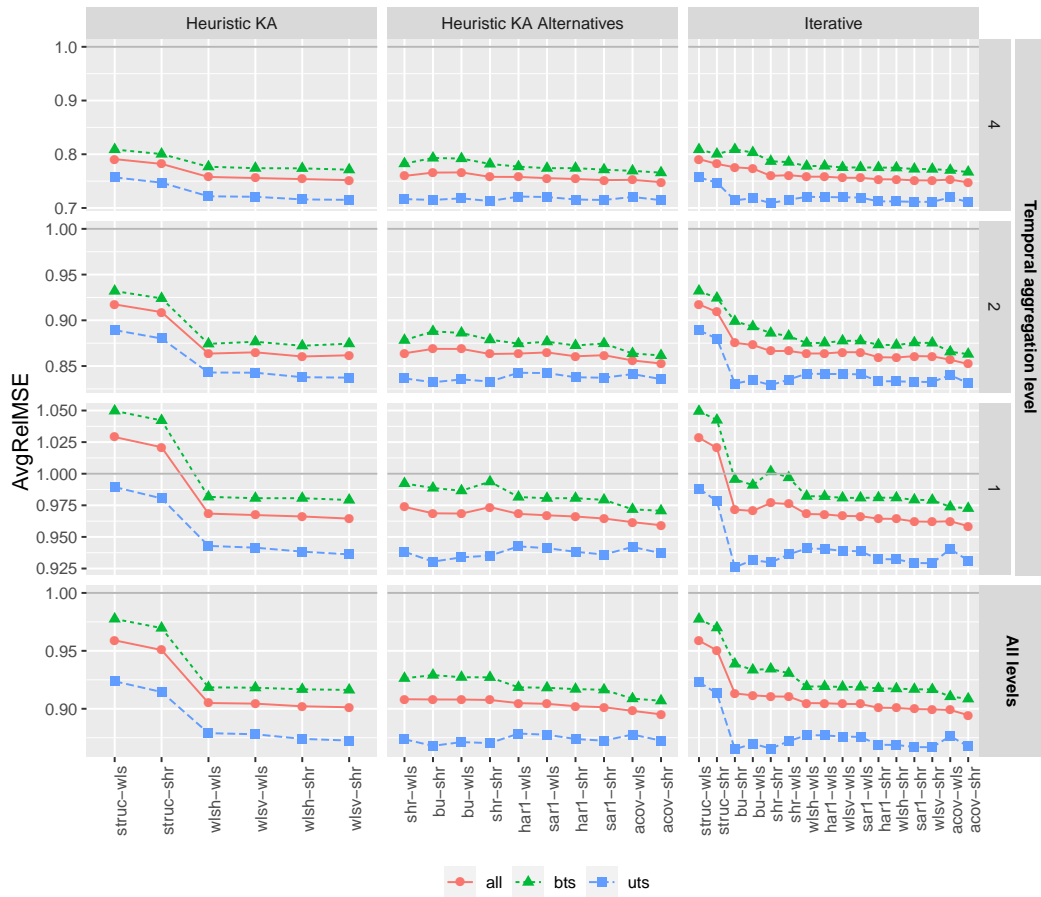 Heuristic KA
Heuristic KA Alternatives
Iterative
1.0
0.9
0.8
0.7
4
1.00
0.95
0.90
0.85
2
1.050
1.025
1.000
0.975
0.950
0.925
1
1.00
0.95
0.90
All levels
Temporal aggregation level
AvgRelMSE
struc−wls
struc−shr
wlsh−wls
wlsv−wls
wlsh−shr
wlsv−shr
shr−wls
bu−shr
bu−wls
shr−shr
har1−wls
sar1−wls
har1−shr
sar1−shr
acov−wls
acov−shr
struc−wls
struc−shr
bu−shr
bu−wls
shr−shr
shr−wls
wlsh−wls
har1−wls
wlsv−wls
sar1−wls
har1−shr
wlsh−shr
sar1−shr
wlsv−shr
acov−wls
acov−shr
all
bts
uts